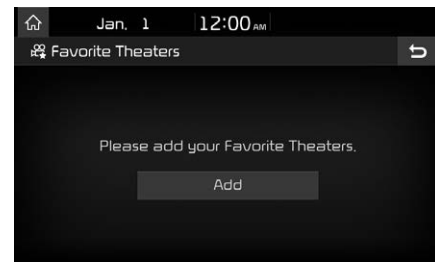 Jan. 1 12:00 AM
Favorite Theaters
Please add your Favorite Theaters.
Add